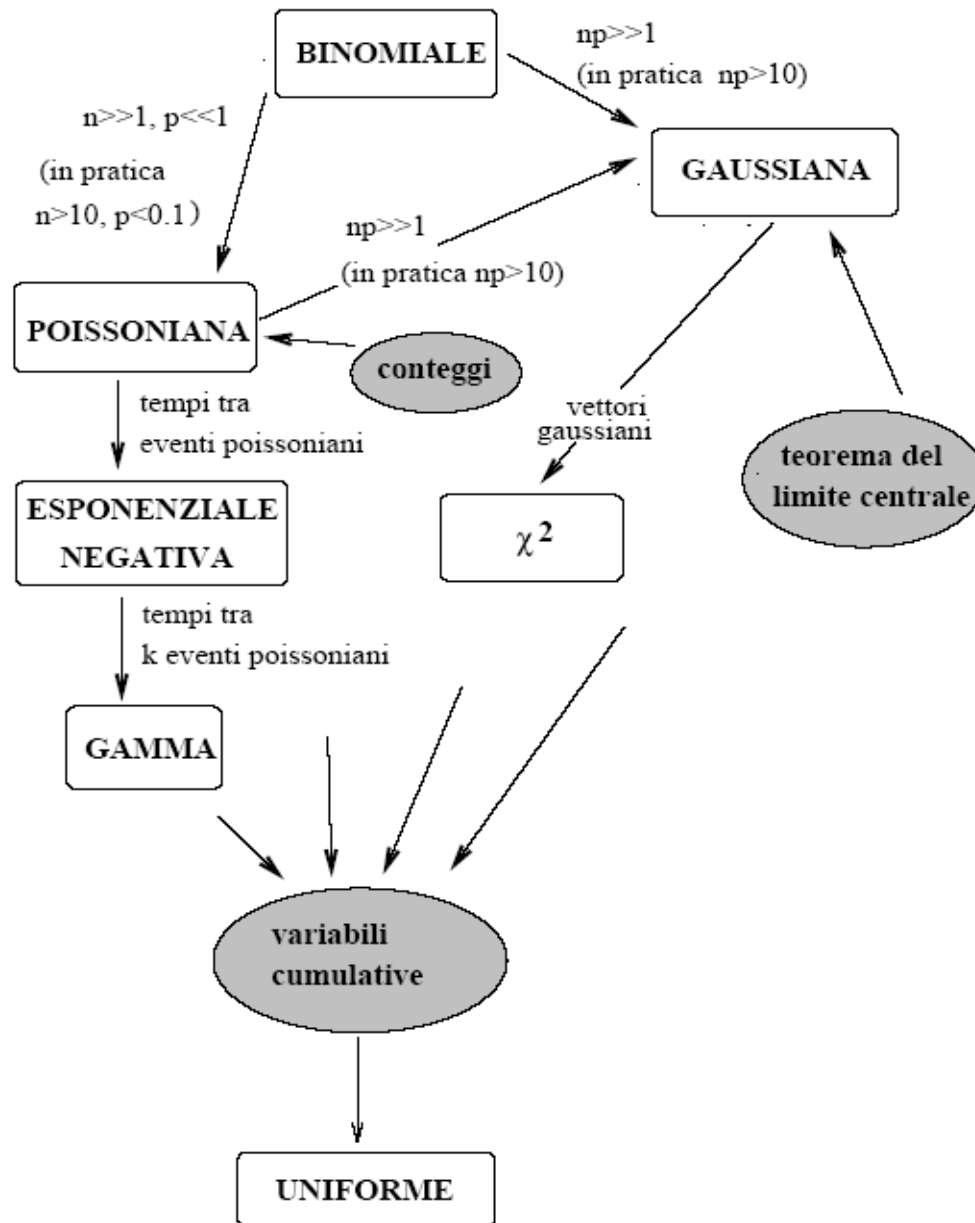 BINOMIALE
np>>1
(in pratica np>10)
n>>1, p<<1
(in pratica
n>10, p<0.1)
GAUSSIANA
np>>1
(in pratica np>10)
POISSONIANA
conteggi
tempi tra
eventi poissoniani
vettori
gaussiani
teorema del
limite centrale
ESPONENZIALE
NEGATIVA
χ²
tempi tra
k eventi poissoniani
GAMMA
variabili
cumulative
UNIFORME